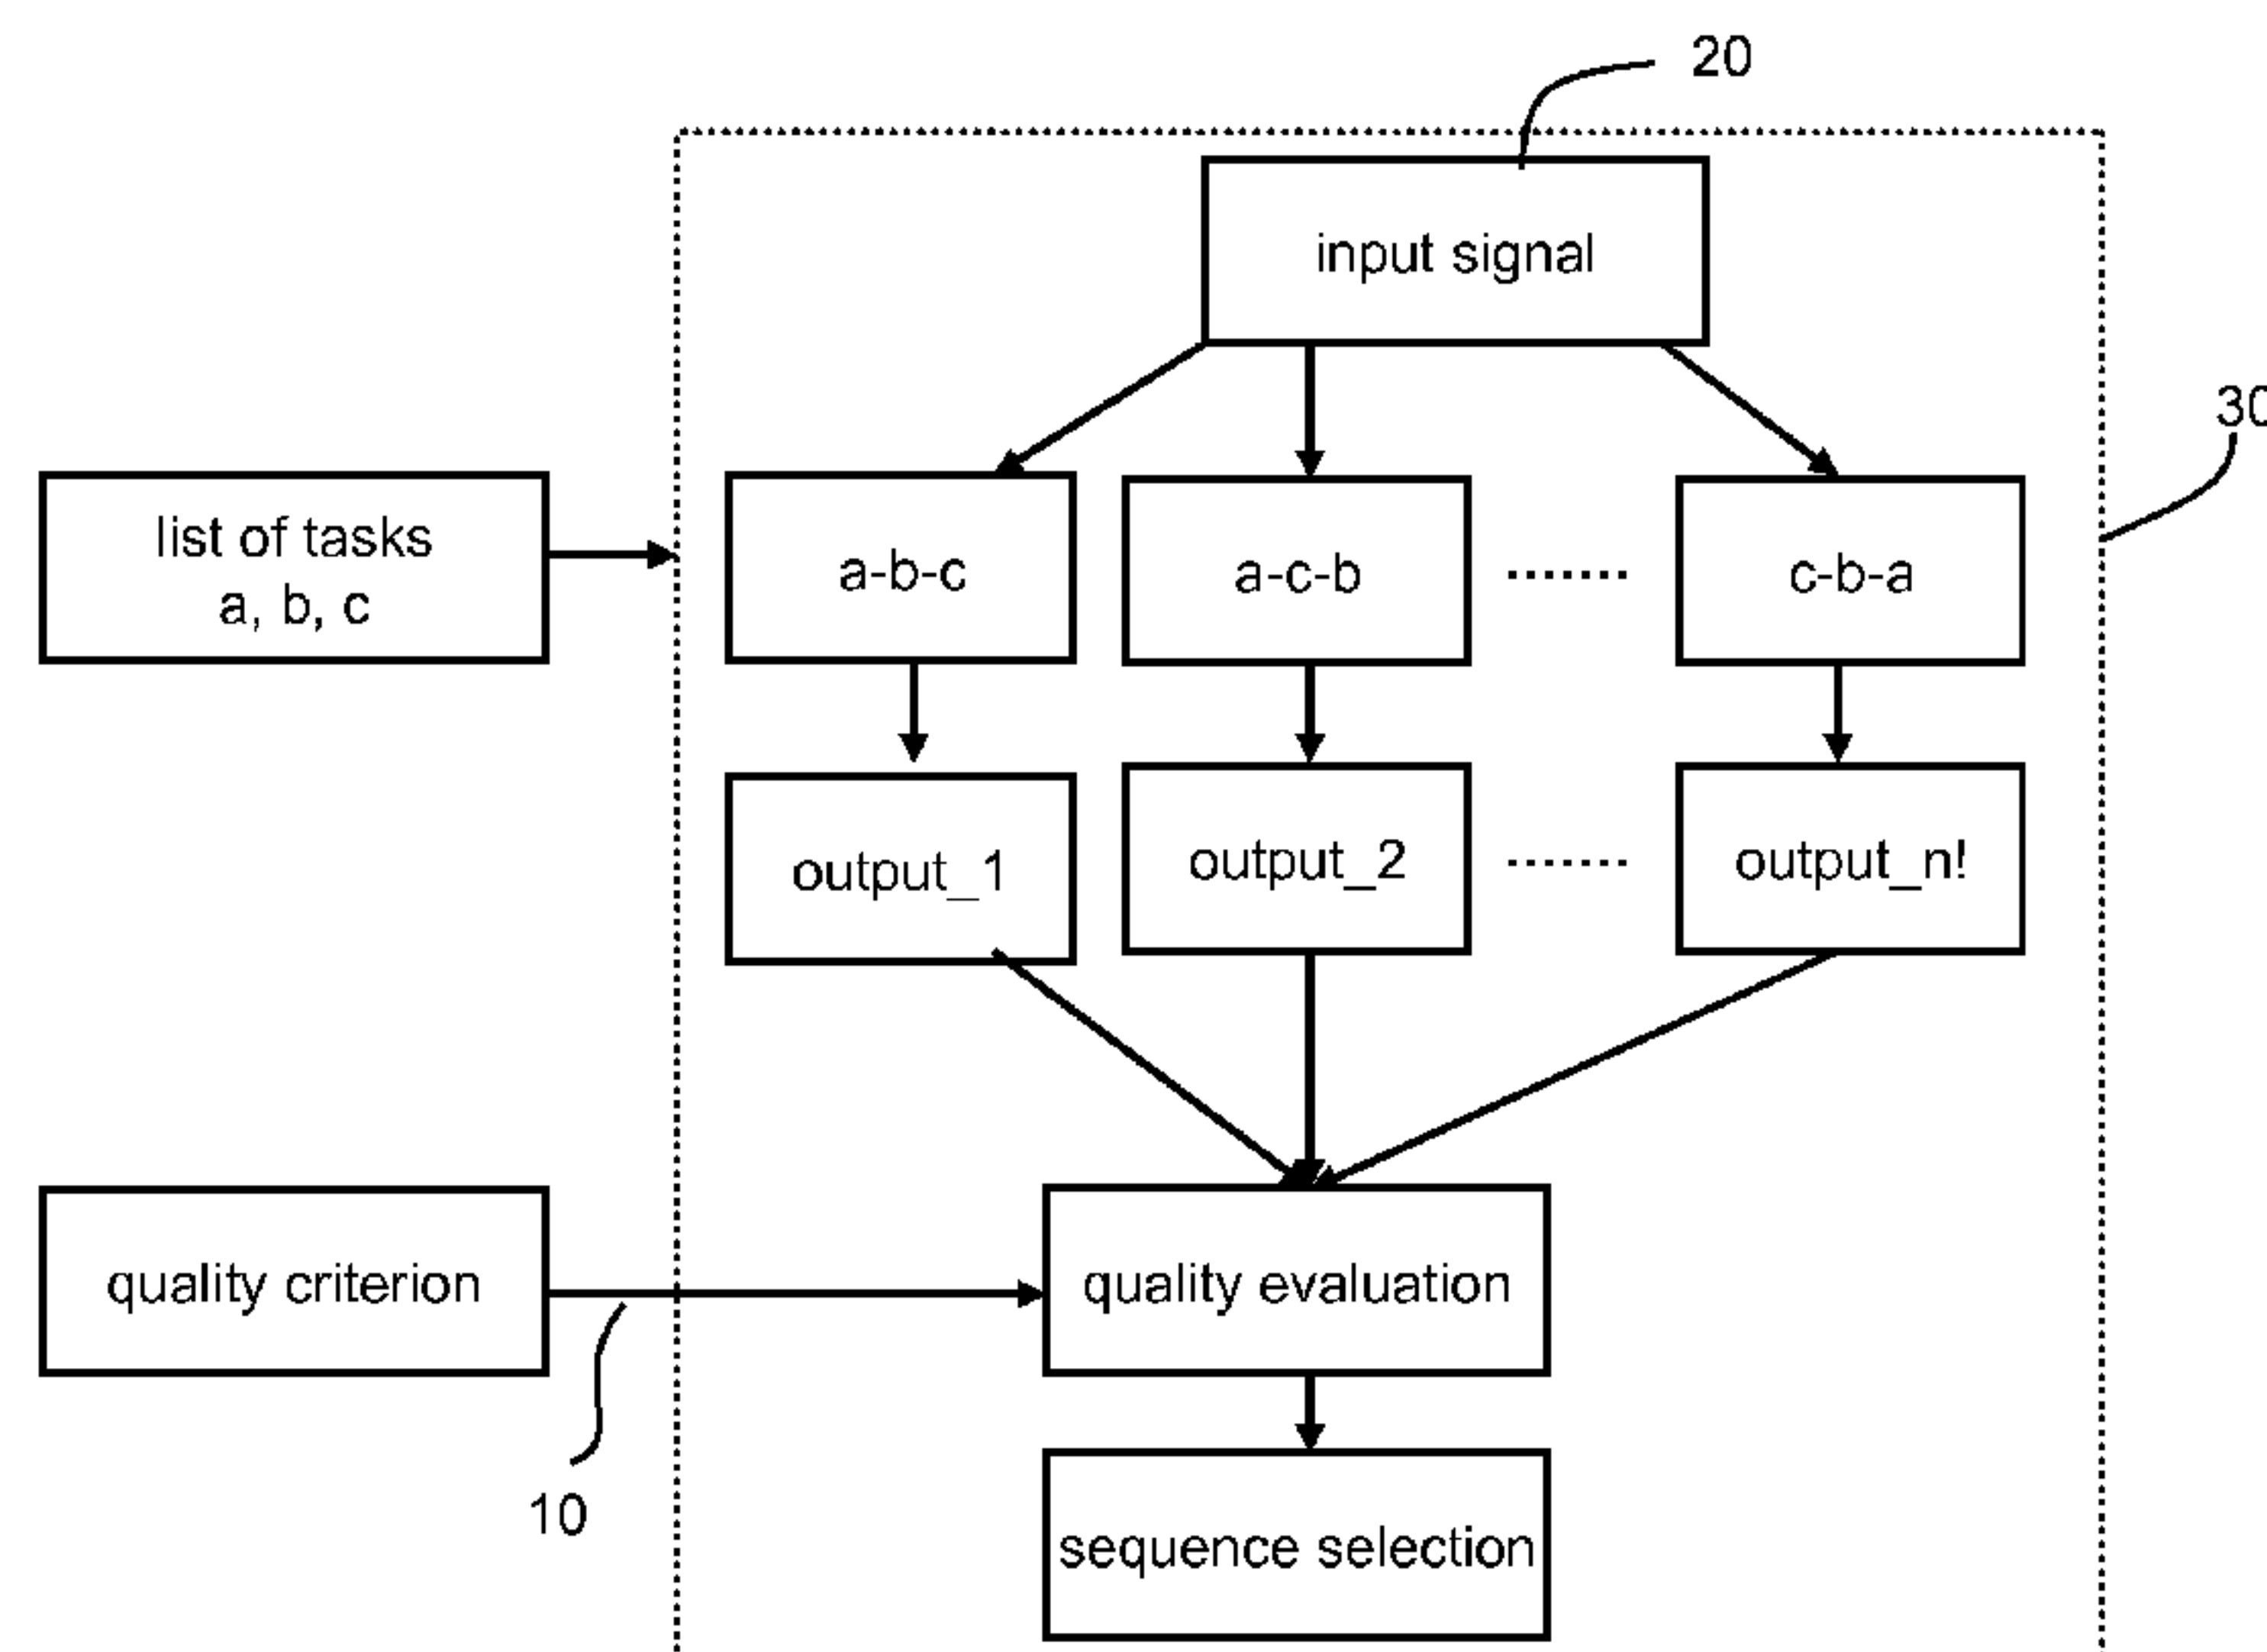 20
input signal
30
list of tasks
a, b, c
a-b-c
a-c-b
c-b-a
output_1
output_2
output_n!
quality criterion
quality evaluation
10
sequence selection